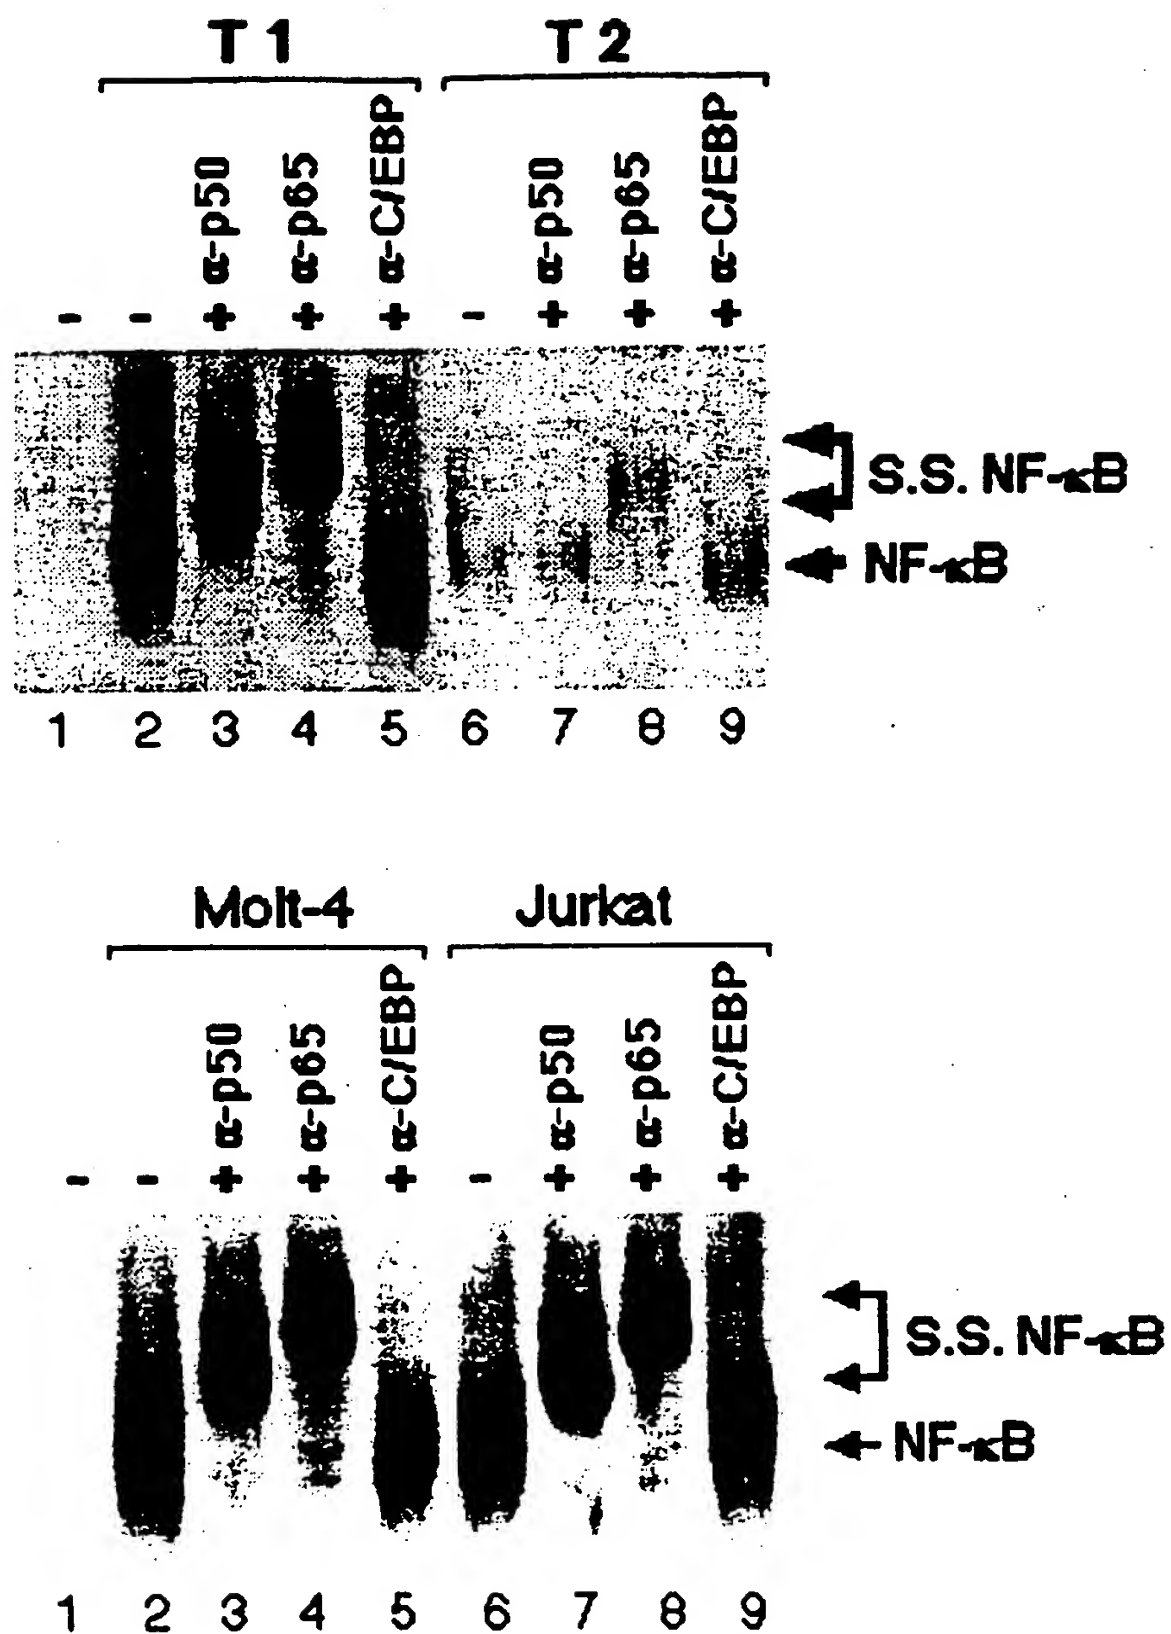 T 1 T 2
- - + α-p50 + α-p65 + α-C/EBP - + α-p50 + α-p65 + α-C/EBP
S.S. NF-κB
NF-κB
1 2 3 4 5 6 7 8 9
Molt-4 Jurkat
- - + α-p50 + α-p65 + α-C/EBP - + α-p50 + α-p65 + α-C/EBP
S.S. NF-κB
NF-κB
1 2 3 4 5 6 7 8 9